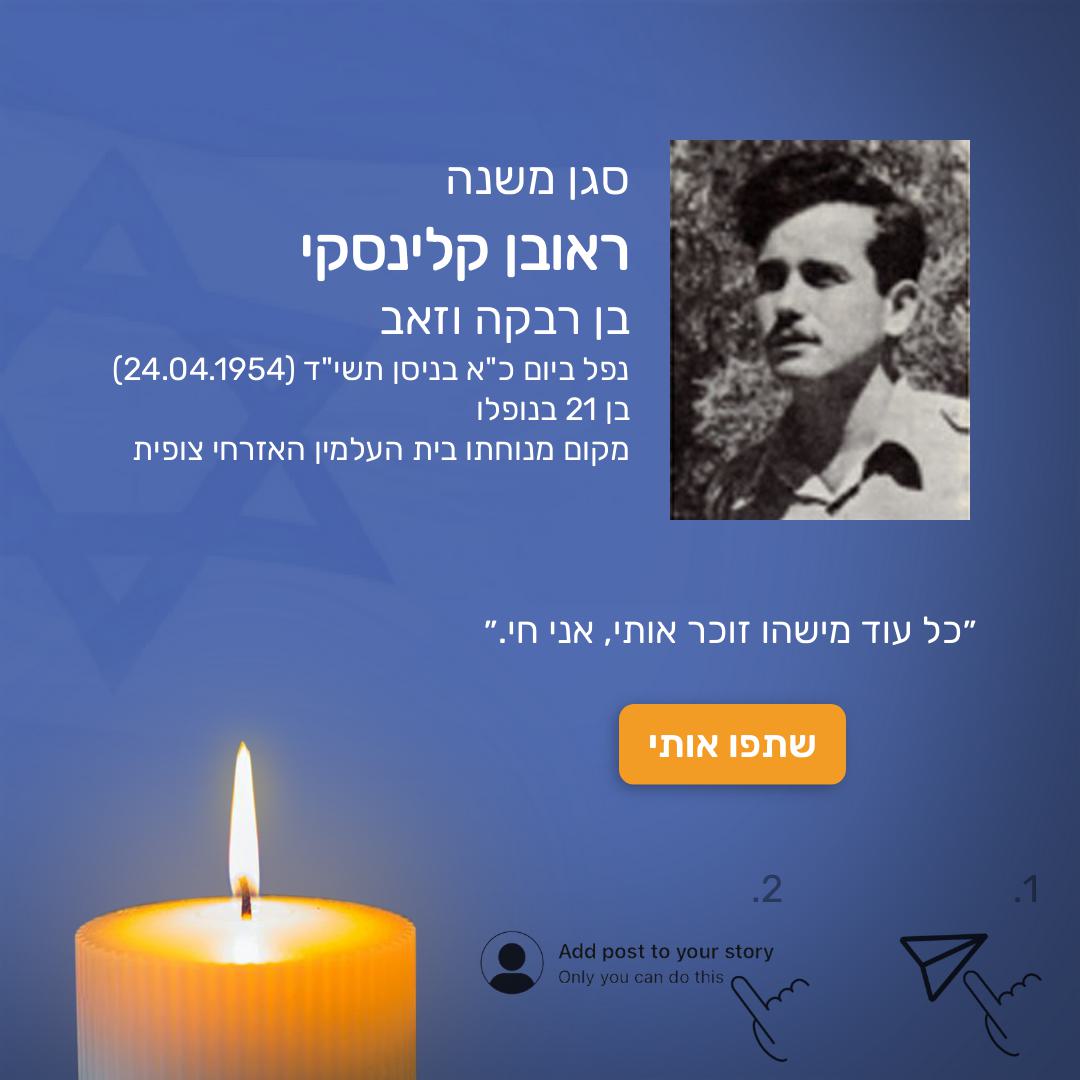 סגן משנה
ראובן קלינסקי
בן רבקה וזאב
נפל ביום כ"א בניסן תשי"ד (24.04.1954)
בן 21 בנופלו
מקום מנוחתו בית העלמין האזרחי צופית
״כל עוד מישהו זוכר אותי, אני חי.״
שתפו אותי
.1
.2
Add post to your story
Only you can do this